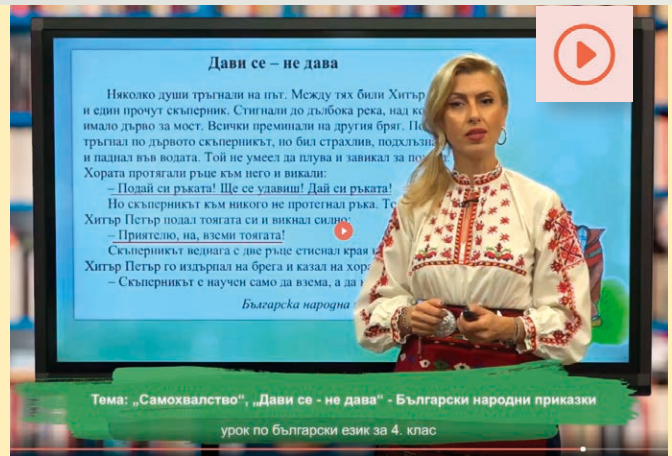 Дави се – не дава
Няколко души тръгнали на път. Между тях били Хитър
и един прочут скъперник. Стигнали до дълбока река, над
имало дърво за мост. Всички преминали на другия бряг.
тръгнал по дървото скъперникът, но бил страхлив,
и паднал във водата. Той не умеел да плува и завикал за
Хората протягали ръце към него и викали:
– Подай си ръката! Ще се удавиш! Дай си ръката!
Но скъперникът към никого не протегнал ръка.
Хитър Петър подал тоягата си и викнал силно:
– Приятелю, на, вземи тоягата!
Скъперникът веднага с две ръце стиснал края
Хитър Петър го издърпал на брега и казал на
– Скъперникът е научен само да взема, а да
Българска народна
Тема: „Самохвалство“, „Дави се - не дава“ - Български народни приказки
урок по български език за 4. клас